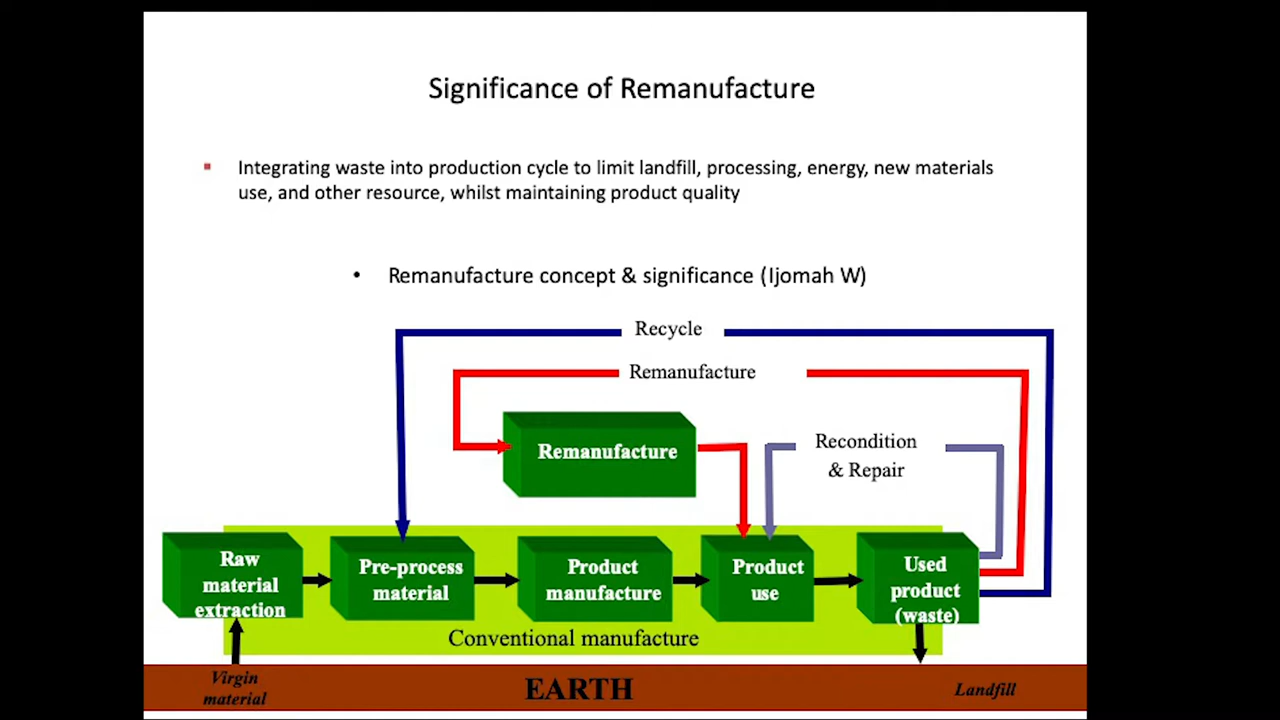 Significance of Remanufacture
▪ Integrating waste into production cycle to limit landfill, processing, energy, new materials
use, and other resource, whilst maintaining product quality
• Remanufacture concept & significance (Ijomah W)
Recycle
Remanufacture
Remanufacture
Recondition
& Repair
Raw
material
extraction
Pre-process
material
Product
manufacture
Product
use
Used
product
(waste)
Conventional manufacture
Virgin
material
EARTH
Landfill